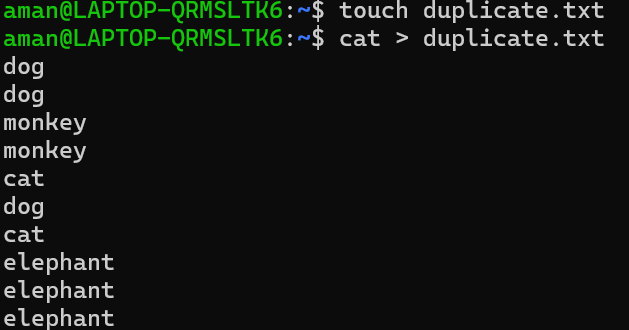 aman@LAPTOP-QRMSLTK6:~$ touch duplicate.txt
aman@LAPTOP-QRMSLTK6:~$ cat > duplicate.txt
dog
dog
monkey
monkey
cat
dog
cat
elephant
elephant
elephant